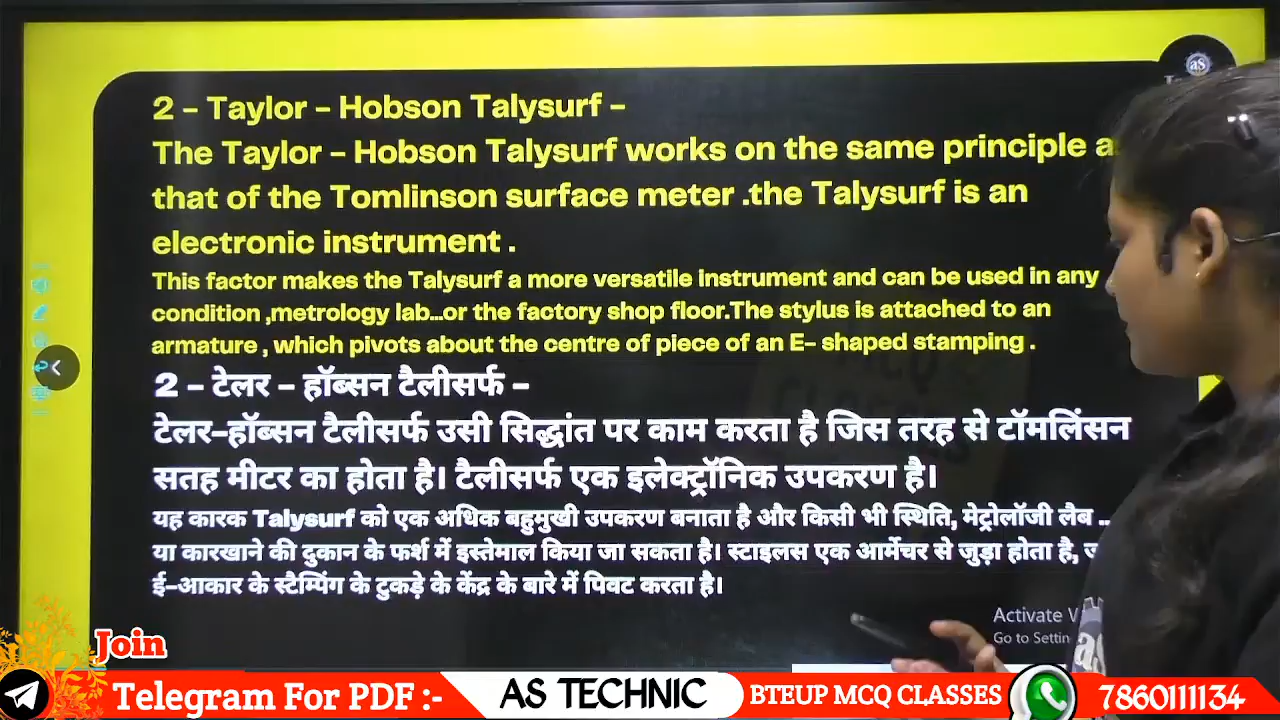 aS
2 - Taylor - Hobson Talysurf -
The Taylor - Hobson Talysurf works on the same principle a
that of the Tomlinson surface meter .the Talysurf is an
electronic instrument .
This factor makes the Talysurf a more versatile instrument and can be used in any
condition ,metrology lab...or the factory shop floor.The stylus is attached to an
armature , which pivots about the centre of piece of an E- shaped stamping .
2 - टेलर - हॉब्सन टैलीसर्फ -
टेलर-हॉब्सन टैलीसर्फ उसी सिद्धांत पर काम करता है जिस तरह से टॉमलिंसन
सतह मीटर का होता है। टैलीसर्फ एक इलेक्ट्रॉनिक उपकरण है।
यह कारक Talysurf को एक अधिक बहुमुखी उपकरण बनाता है और किसी भी स्थिति, मेट्रोलॉजी लैब ..
या कारखाने की दुकान के फर्श में इस्तेमाल किया जा सकता है। स्टाइलस एक आर्मेचर से जुड़ा होता है,
ई-आकार के स्टैम्पिंग के टुकड़े के केंद्र के बारे में पिवट करता है।
Activate
Go to Settin
aS
Join
Telegram For PDF :- AS TECHNIC BTEUP MCQ CLASSES 7860111134